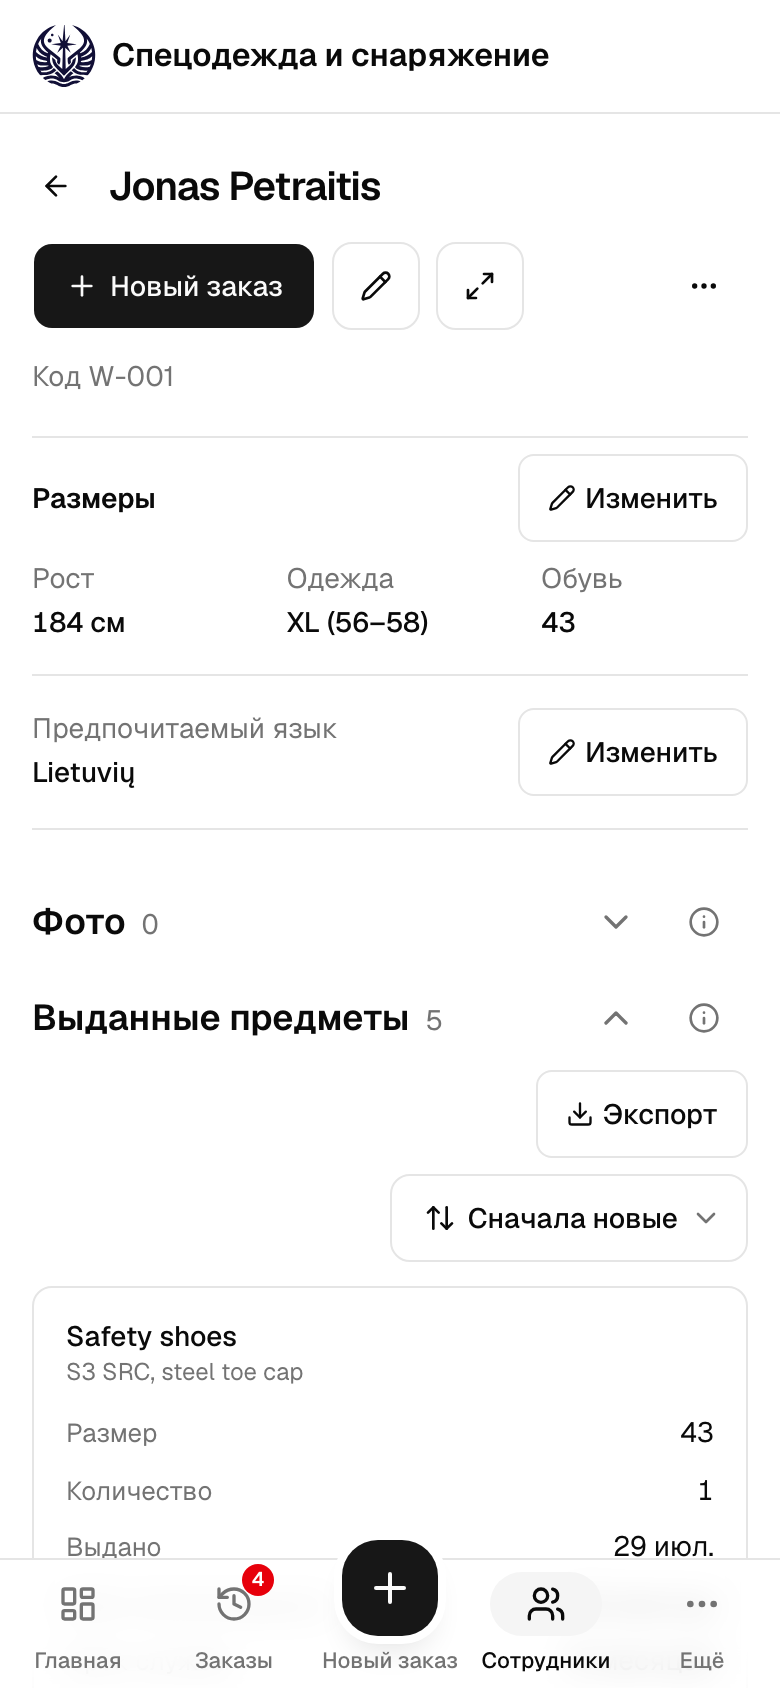 Спецодежда и снаряжение
Jonas Petraitis
Новый заказ
Код W-001
Размеры
Изменить
Рост
Одежда
Обувь
184 см
XL (56–58)
43
Предпочитаемый язык
Изменить
Lietuvių
Фото 0
Выданные предметы 5
Экспорт
Сначала новые
Safety shoes
S3 SRC, steel toe cap
Размер 43
Количество 1
Выдано 29 июл.
4
Главная
Заказы
Новый заказ
Сотрудники
Ещё